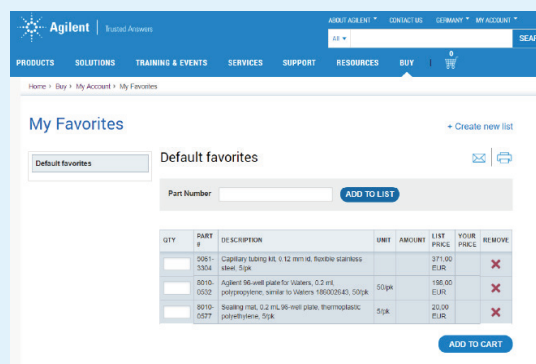 ABOUT AGILENT CONTACT US GERMANY MY ACCOUNT
Agilent Trusted Answers
All SEAR
0
PRODUCTS SOLUTIONS TRAINING & EVENTS SERVICES SUPPORT RESOURCES BUY
Home > Buy > My Account > My Favorites
My Favorites
+ Create new list
Default favorites
Default favorites
Part Number ADD TO LIST
QTY PART # DESCRIPTION UNIT AMOUNT LIST PRICE YOUR PRICE REMOVE
5061-3304 Capillary tubing kit, 0.12 mm id, flexible stainless steel, 5/pk 371,00 EUR
8010-0532 Agilent 96-well plate for Waters, 0.2 ml, polypropylene, similar to Waters 186002643, 50/pk 50/pk 198,00 EUR
8010-0577 Sealing mat, 0.2 mL 96-well plate, thermoplastic polyethylene, 5/pk 5/pk 20,00 EUR
ADD TO CART